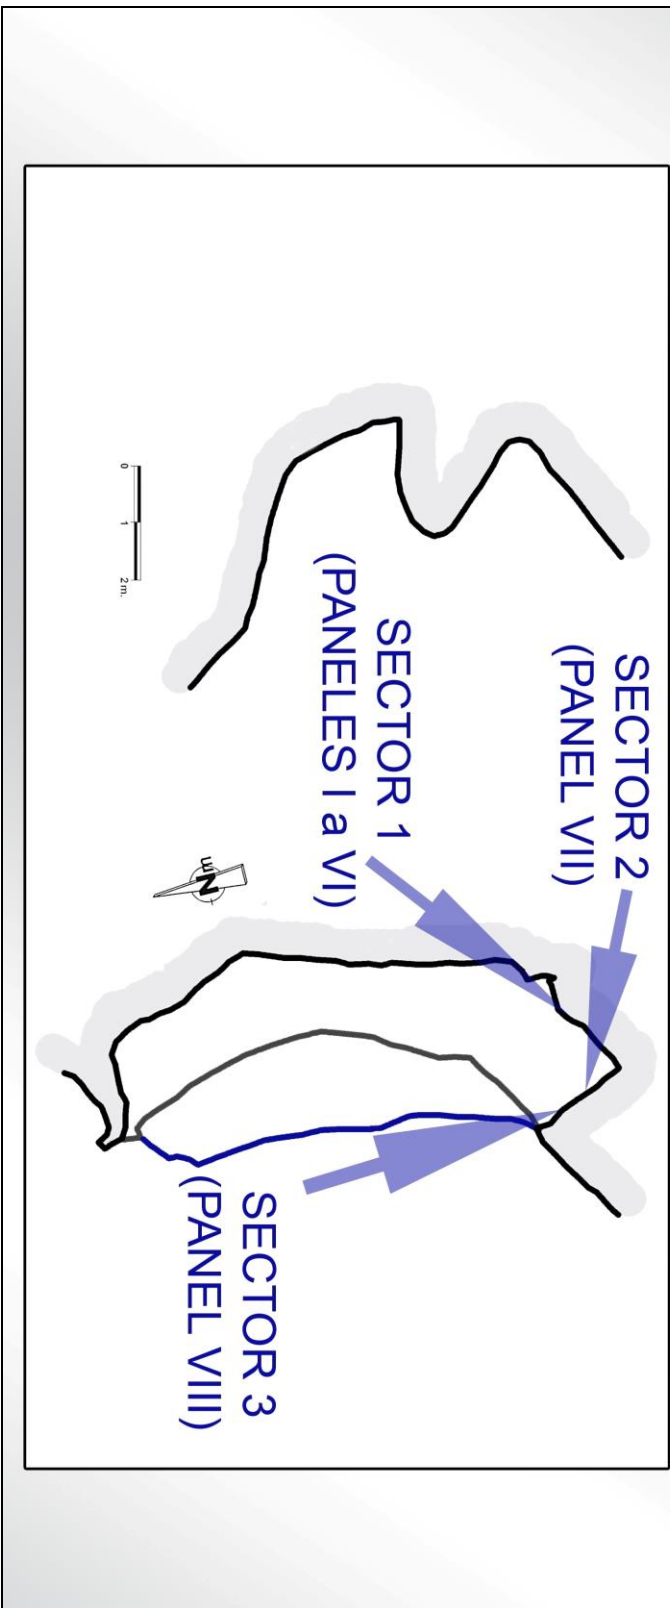 SECTOR 2
(PANEL VII)
SECTOR 1
(PANELES I a VI)
SECTOR 3
(PANEL VIII)
N
E
0 1 2 m.